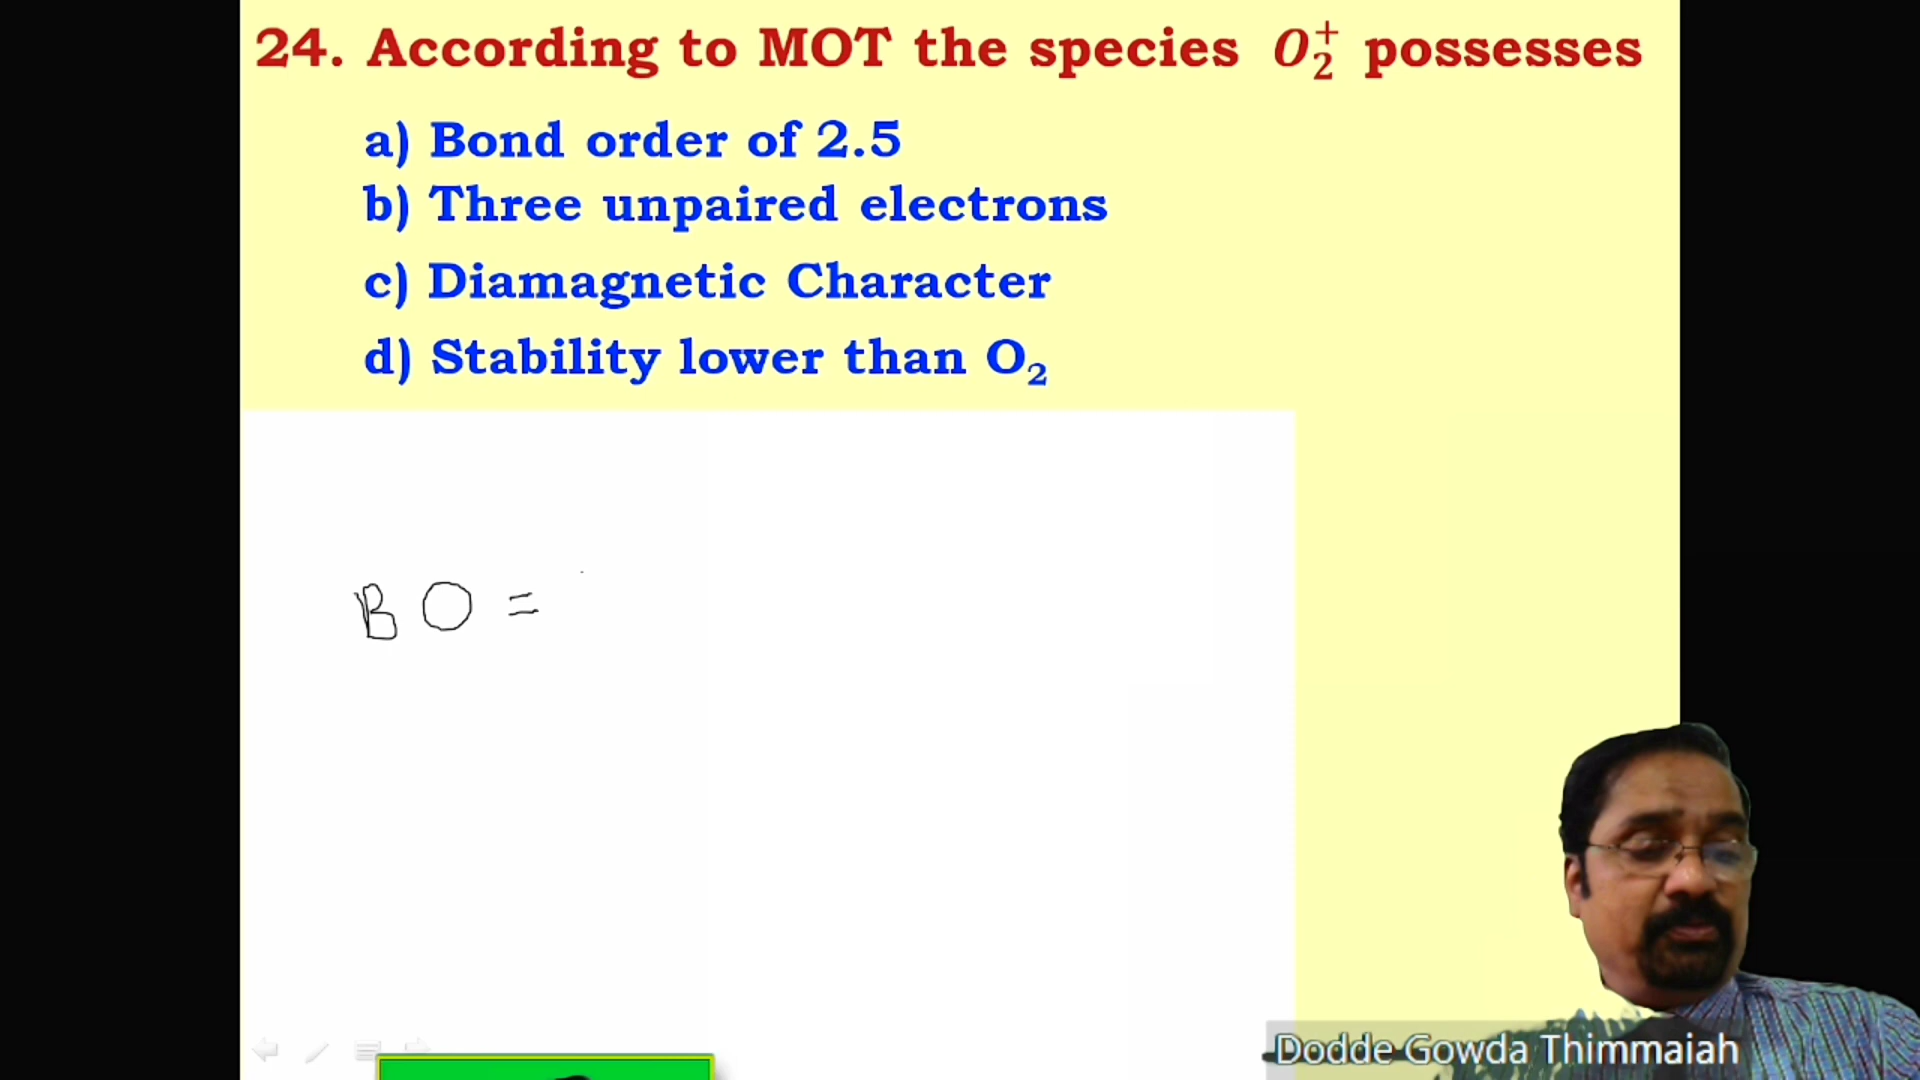 24. According to MOT the species O₂⁺ possesses
a) Bond order of 2.5
b) Three unpaired electrons
c) Diamagnetic Character
d) Stability lower than O₂
B O =
Dodde Gowda Thimmaiah